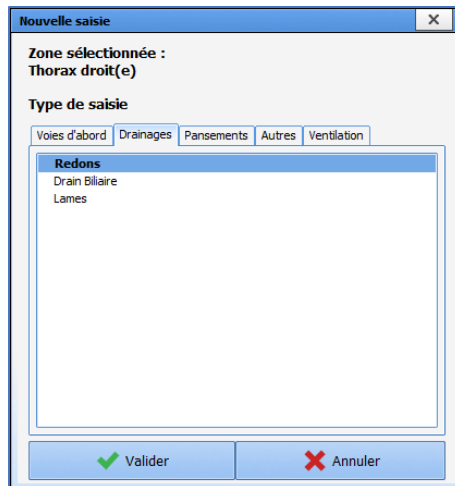 Nouvelle saisie
Zone sélectionnée :
Thorax droit(e)
Type de saisie
Voies d'abord Drainages Pansements Autres Ventilation
Redons
Drain Biliaire
Lames
Valider Annuler